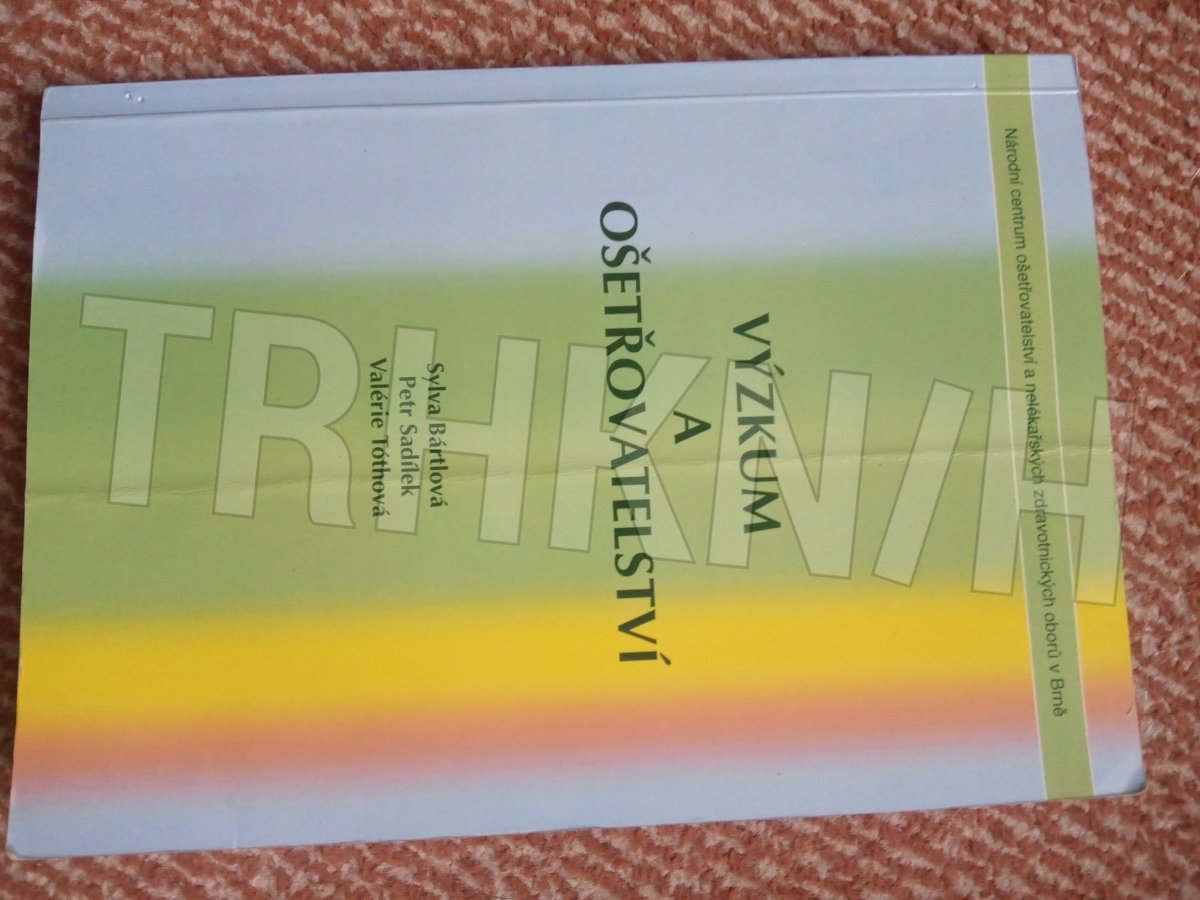 Národní centrum ošetřovatelství a nelékařských zdravotnických oborů v Brně
VÝZKUM
A
OŠETŘOVATELSTVÍ
Sylva Bártlová
Petr Sadílek
Valérie Tóthová
TRHKNIH